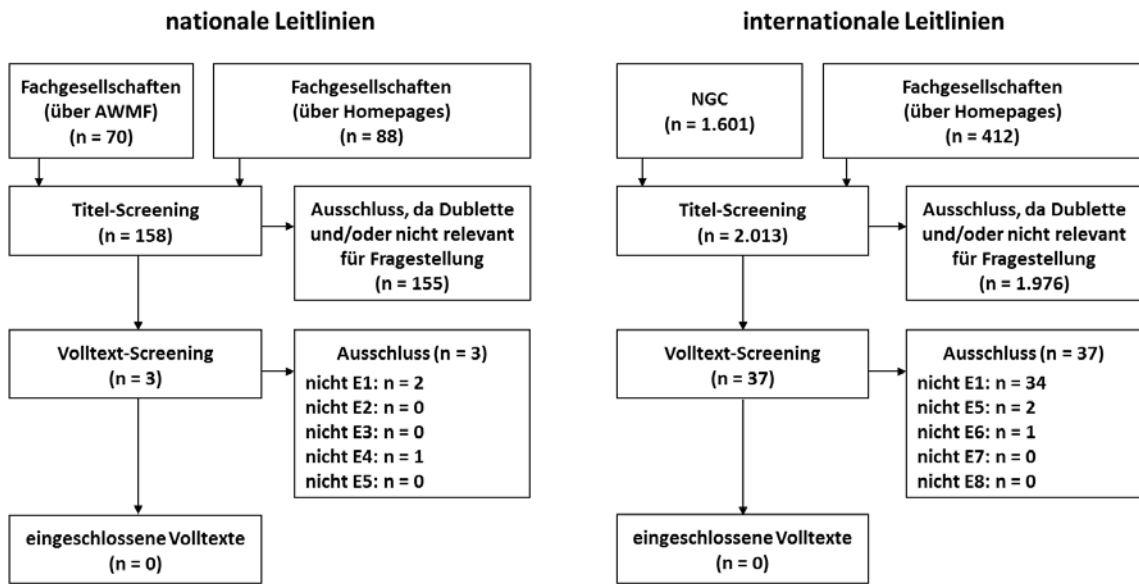 nationale Leitlinien
Fachgesellschaften
(über AWMF)
(n = 70)
Fachgesellschaften
(über Homepages)
(n = 88)
Titel-Screening
(n = 158)
Ausschluss, da Dublette
und/oder nicht relevant
für Fragestellung
(n = 155)
Volltext-Screening
(n = 3)
Ausschluss (n = 3)
nicht E1: n = 2
nicht E2: n = 0
nicht E3: n = 0
nicht E4: n = 1
nicht E5: n = 0
eingeschlossene Volltexte
(n = 0)
internationale Leitlinien
NGC
(n = 1.601)
Fachgesellschaften
(über Homepages)
(n = 412)
Titel-Screening
(n = 2.013)
Ausschluss, da Dublette
und/oder nicht relevant
für Fragestellung
(n = 1.976)
Volltext-Screening
(n = 37)
Ausschluss (n = 37)
nicht E1: n = 34
nicht E5: n = 2
nicht E6: n = 1
nicht E7: n = 0
nicht E8: n = 0
eingeschlossene Volltexte
(n = 0)